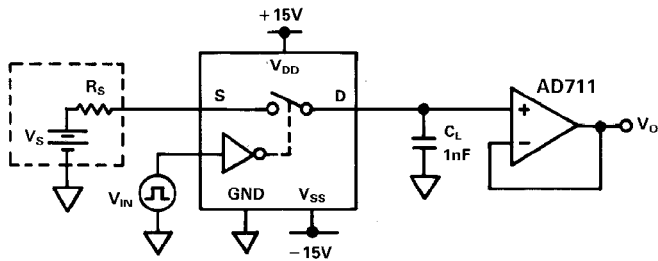 +15V
VDD
RS
S
D
AD711
VS
+
−
VO
CL
1nF
VIN
GND
VSS
−15V